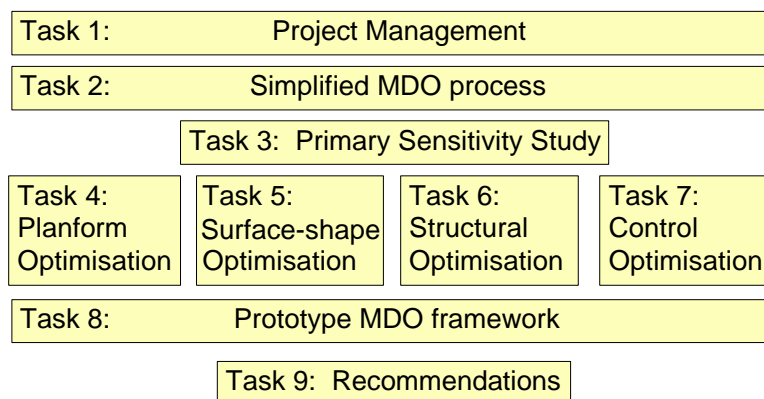 Task 1: Project Management
Task 2: Simplified MDO process
Task 3: Primary Sensitivity Study
Task 4:
Planform
Optimisation
Task 5:
Surface-shape
Optimisation
Task 6:
Structural
Optimisation
Task 7:
Control
Optimisation
Task 8: Prototype MDO framework
Task 9: Recommendations